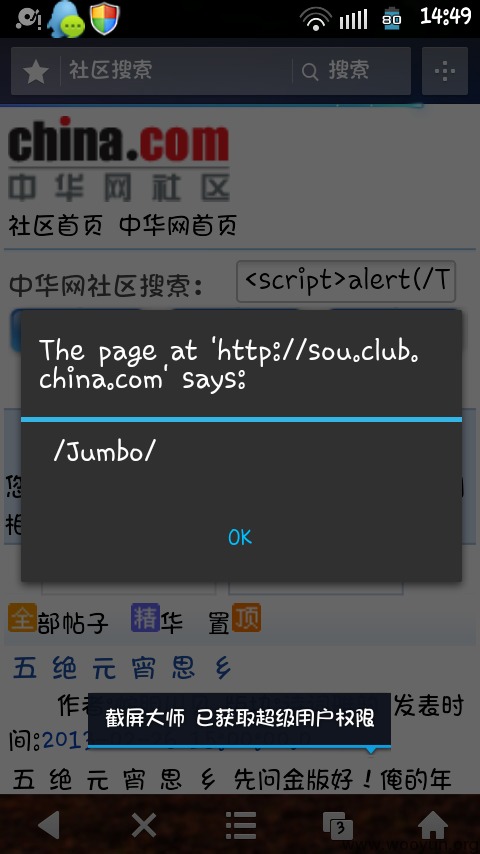 80 14:49
社区搜索 搜索
china.com
中华网社区
社区首页 中华网首页
中华网社区搜索: <script>alert(/T
The page at 'http://sou.club.
china.com' says:
/Jumbo/
您
OK
全部帖子 精华 置顶
五 绝 元 宵 思 乡
作者 发表时
截屏大师 已获取超级用户权限
间:2013
五 绝 元 宵 思 乡 先问金版好!俺的年
3
www.wooyun.org